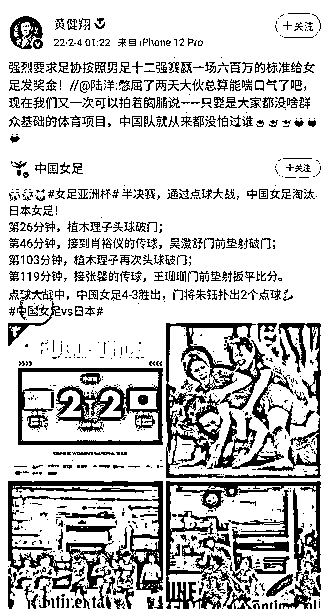 黄健翔
22-2-4 01:22 来自 iPhone 12 Pro
+关注
强烈要求足协按照男足十二强赛赢一场六百万的标准给女
足发奖金！//@陆洋:憋屈了两天大伙总算能喘口气了吧，
现在我们又一次可以拍着胸脯说——只要是大家都没啥群
众基础的体育项目，中国队就从来都没怕过谁
中国女足
+关注
#女足亚洲杯# 半决赛，通过点球大战，中国女足淘汰
日本女足！
第26分钟，植木理子头球破门；
第46分钟，接到肖裕仪的传球，吴澄舒门前垫射破门；
第103分钟，植木理子再次头球破门；
第119分钟，接张馨的传球，王珊珊门前垫射扳平比分。
点球大战中，中国女足4-3胜出，门将朱钰扑出2个点球
#中国女足vs日本#
FULL-TIME
2-2